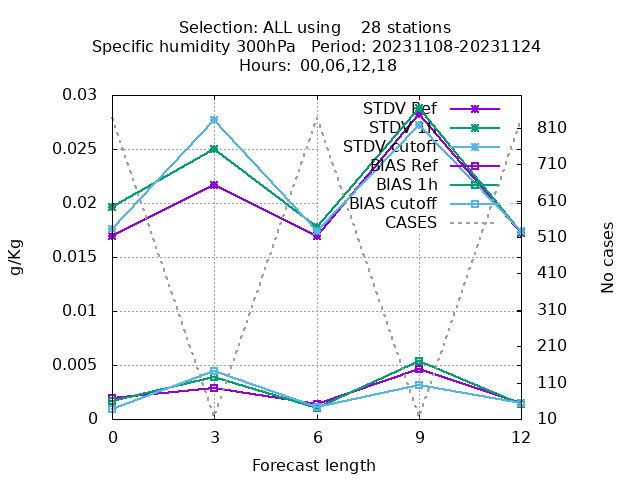 Selection: ALL using    28 stations
Specific humidity 300hPa   Period: 20231108-20231124
Hours: 00,06,12,18
STDV Ref
STDV 1h
STDV cutoff
BIAS Ref
BIAS 1h
BIAS cutoff
CASES
0.03
0.025
0.02
0.015
0.01
0.005
0
g/Kg
810
710
610
510
410
310
210
110
10
No cases
0 3 6 9 12
Forecast length